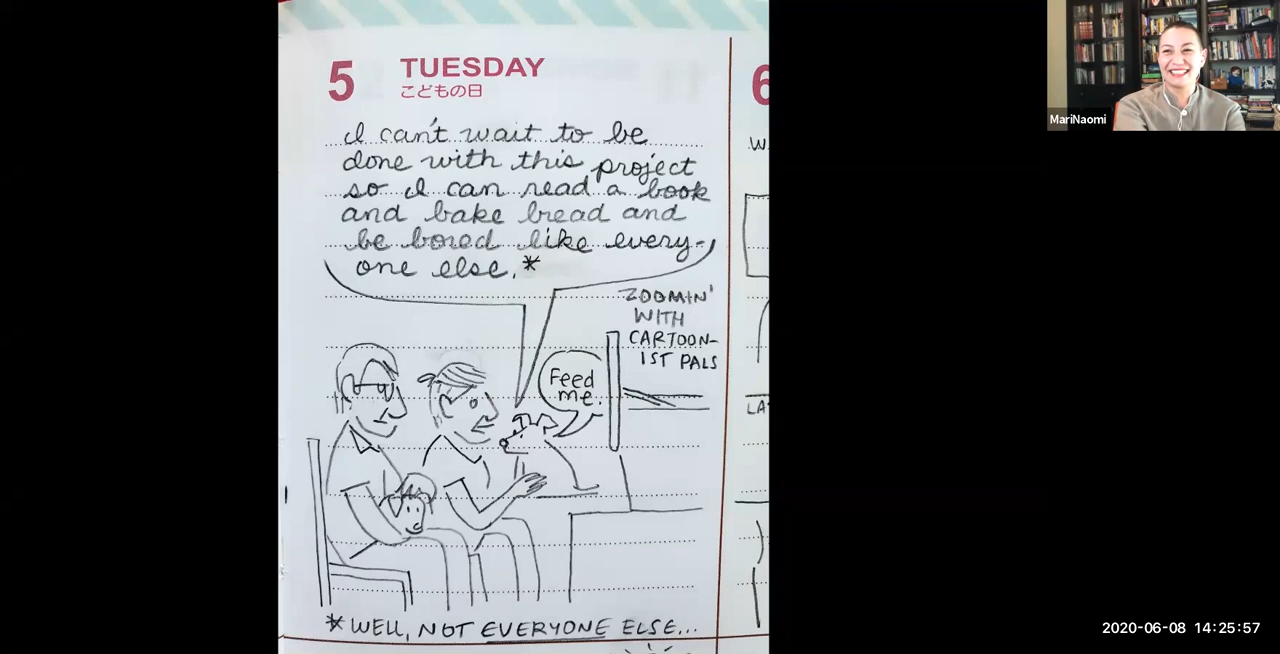 5 TUESDAY
こどもの日
I can't wait to be
done with this project
so I can read a book
and bake bread and
be bored like every-
one else.*
ZOOMIN'
WITH
CARTOON-
IST PALS
Feed
me.
*WELL, NOT EVERYONE ELSE...
6
W
LA
MariNaomi
2020-06-08 14:25:57